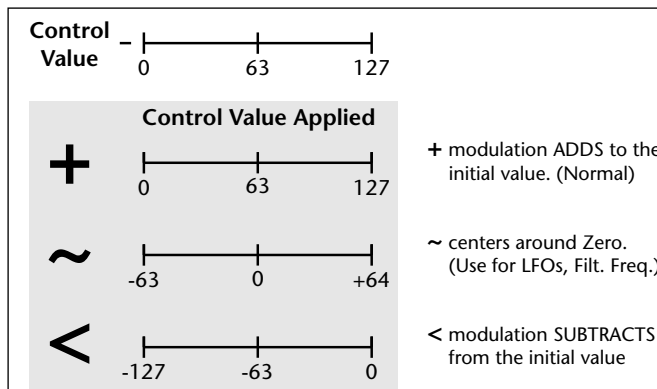 Control
Value – 
0 63 127
Control Value Applied
+
0 63 127
+ modulation ADDS to the
initial value. (Normal)
~
-63 0 +64
~ centers around Zero.
(Use for LFOs, Filt. Freq.)
<
-127 -63 0
< modulation SUBTRACTS
from the initial value